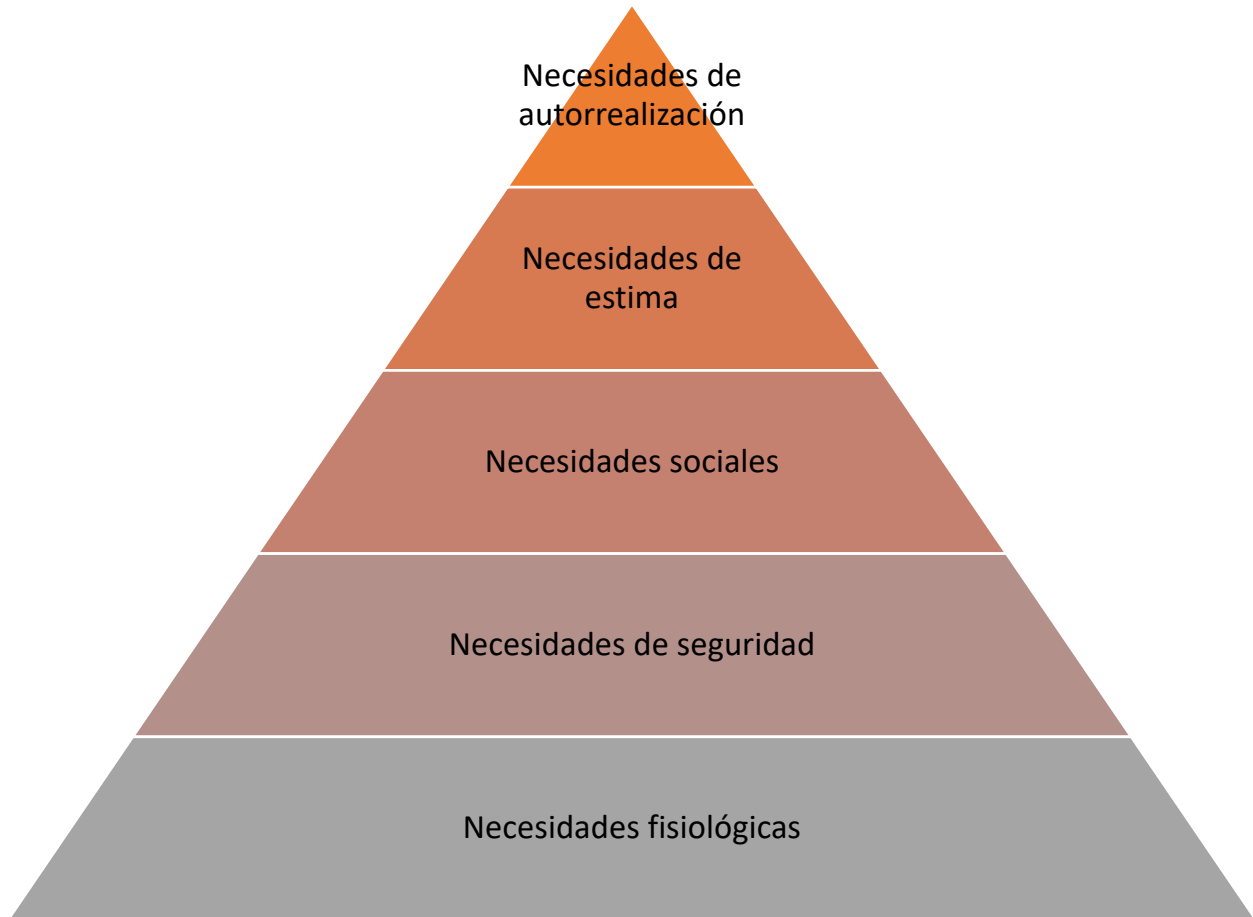 Necesidades de
autorrealización
Necesidades de
estima
Necesidades sociales
Necesidades de seguridad
Necesidades fisiológicas